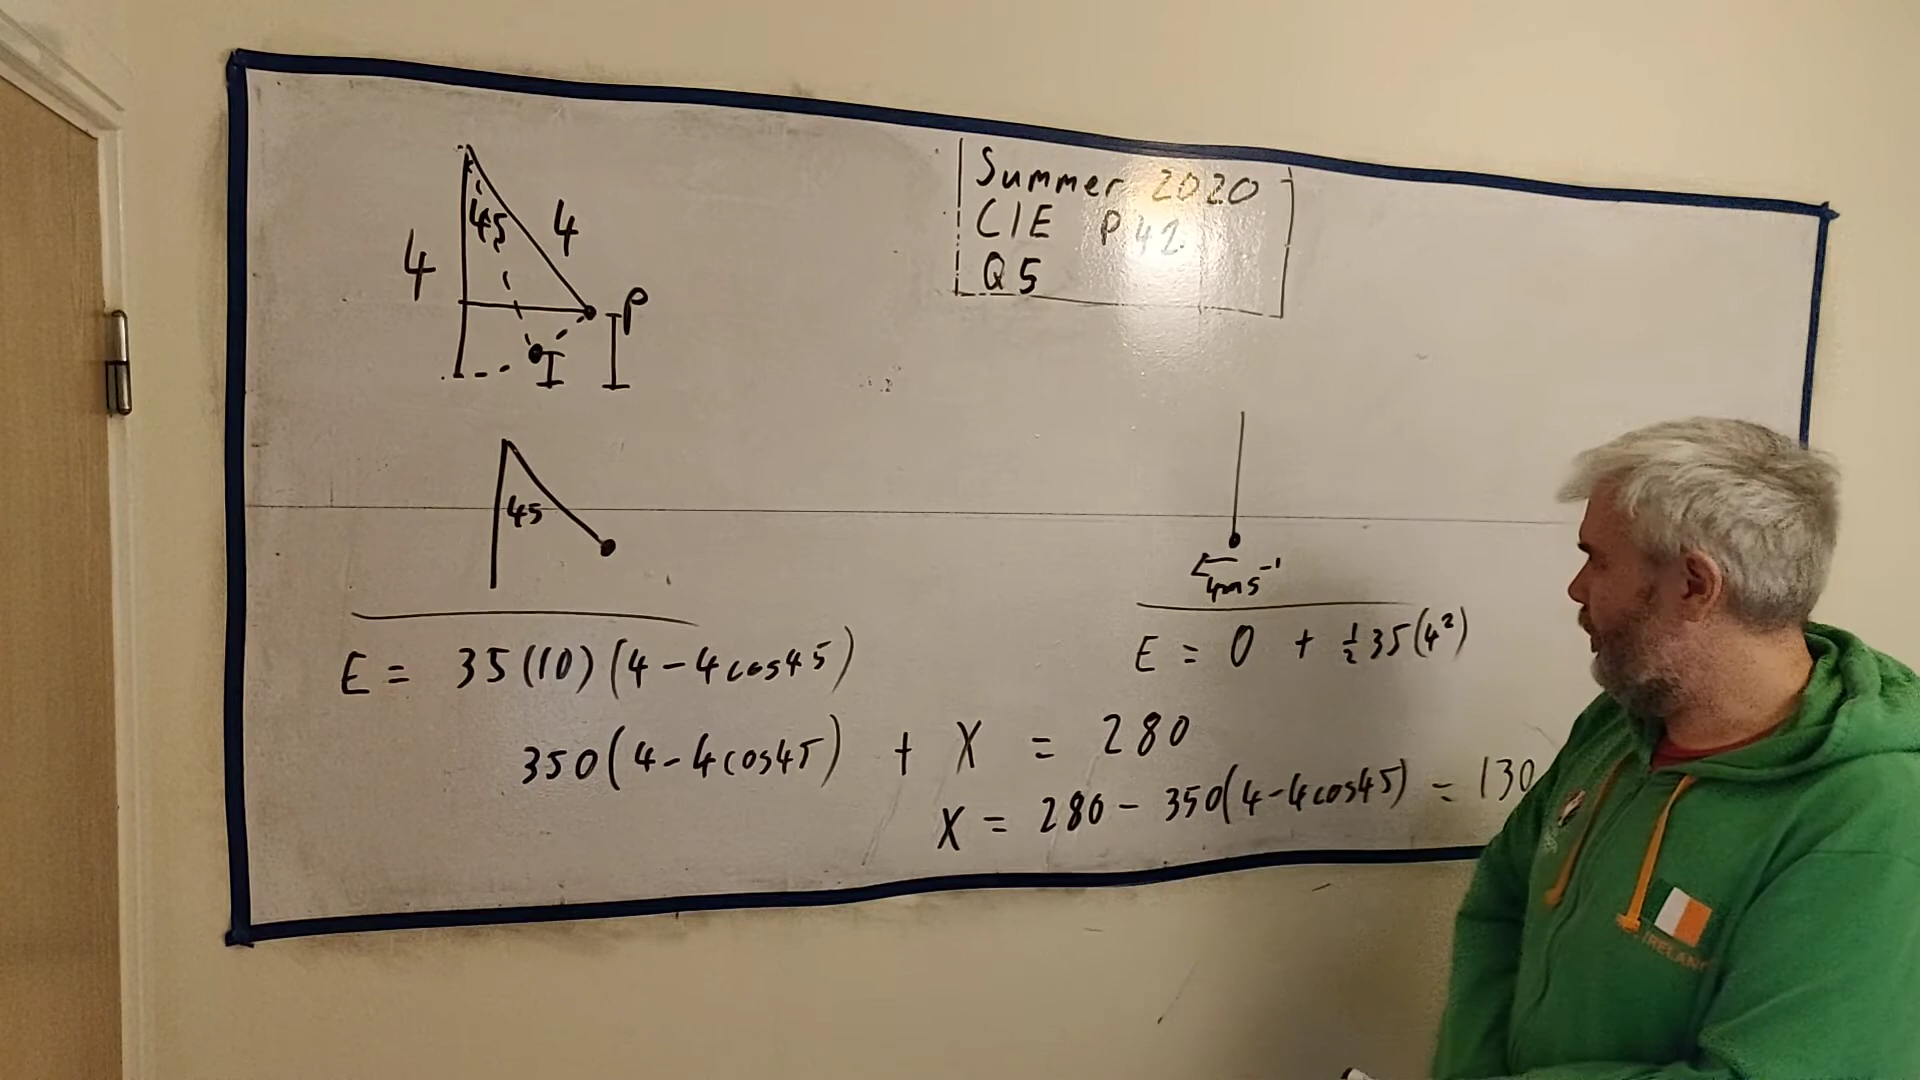 Summer 2020
CIE P42
Q5
45
4
4
P
45
4ms⁻¹
E = 35(10)(4-4cos45)
E = 0 + ½35(4²)
350(4-4cos45) + X = 280
X = 280 - 350(4-4cos45) = 130
IRELAN